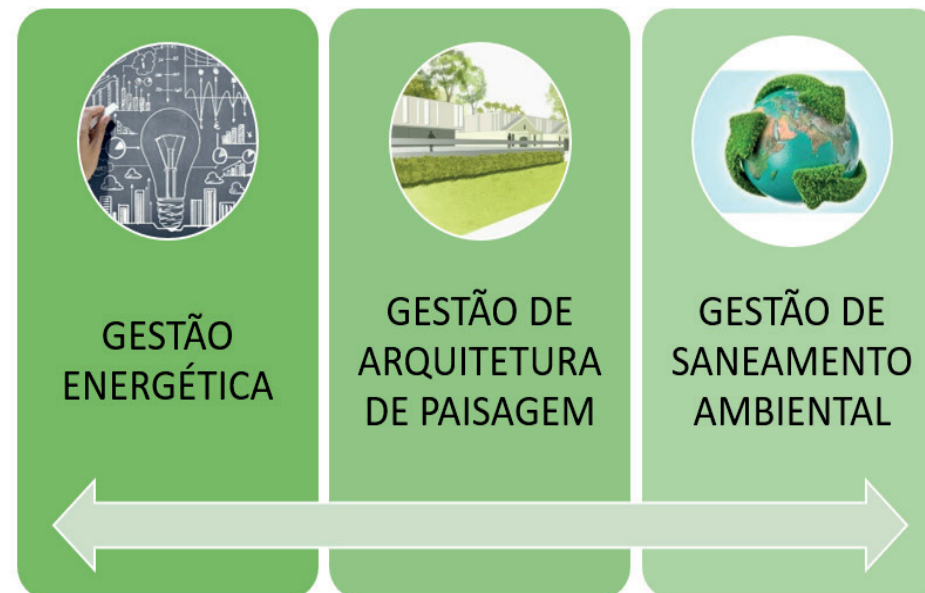 GESTÃO
ENERGÉTICA
GESTÃO DE
ARQUITETURA
DE PAISAGEM
GESTÃO DE
SANEAMENTO
AMBIENTAL